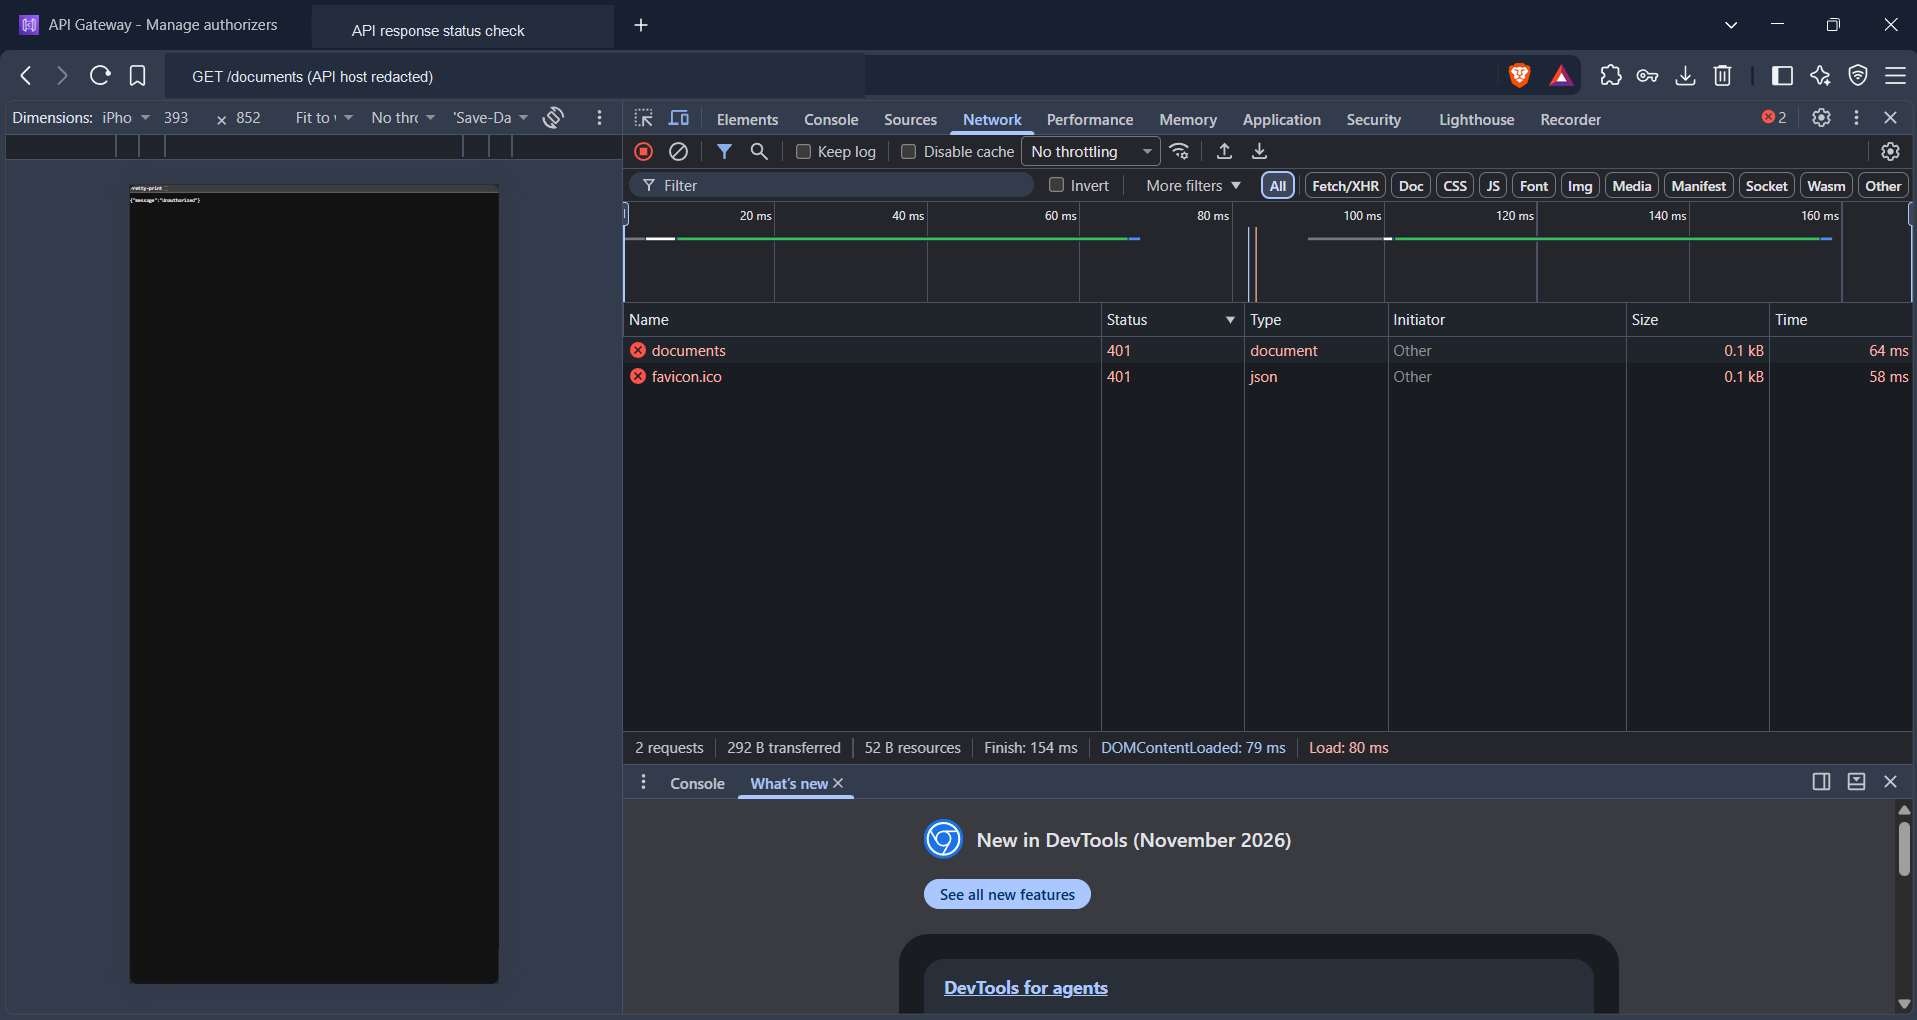 API Gateway - Manage authorizers
API response status check
GET /documents (API host redacted)
Dimensions: iPho 393 × 852 Fit to No thrc 'Save-Da
Elements Console Sources Network Performance Memory Application Security Lighthouse Recorder 2
Keep log Disable cache No throttling
Filter Invert More filters All Fetch/XHR Doc CSS JS Font Img Media Manifest Socket Wasm Other
20 ms 40 ms 60 ms 80 ms 100 ms 120 ms 140 ms 160 ms
Name Status Type Initiator Size Time
documents 401 document Other 0.1 kB 64 ms
favicon.ico 401 json Other 0.1 kB 58 ms
2 requests 292 B transferred 52 B resources Finish: 154 ms DOMContentLoaded: 79 ms Load: 80 ms
Console What's new
New in DevTools (November 2026)
See all new features
DevTools for agents
retty-print
{"message":"Unauthorized"}